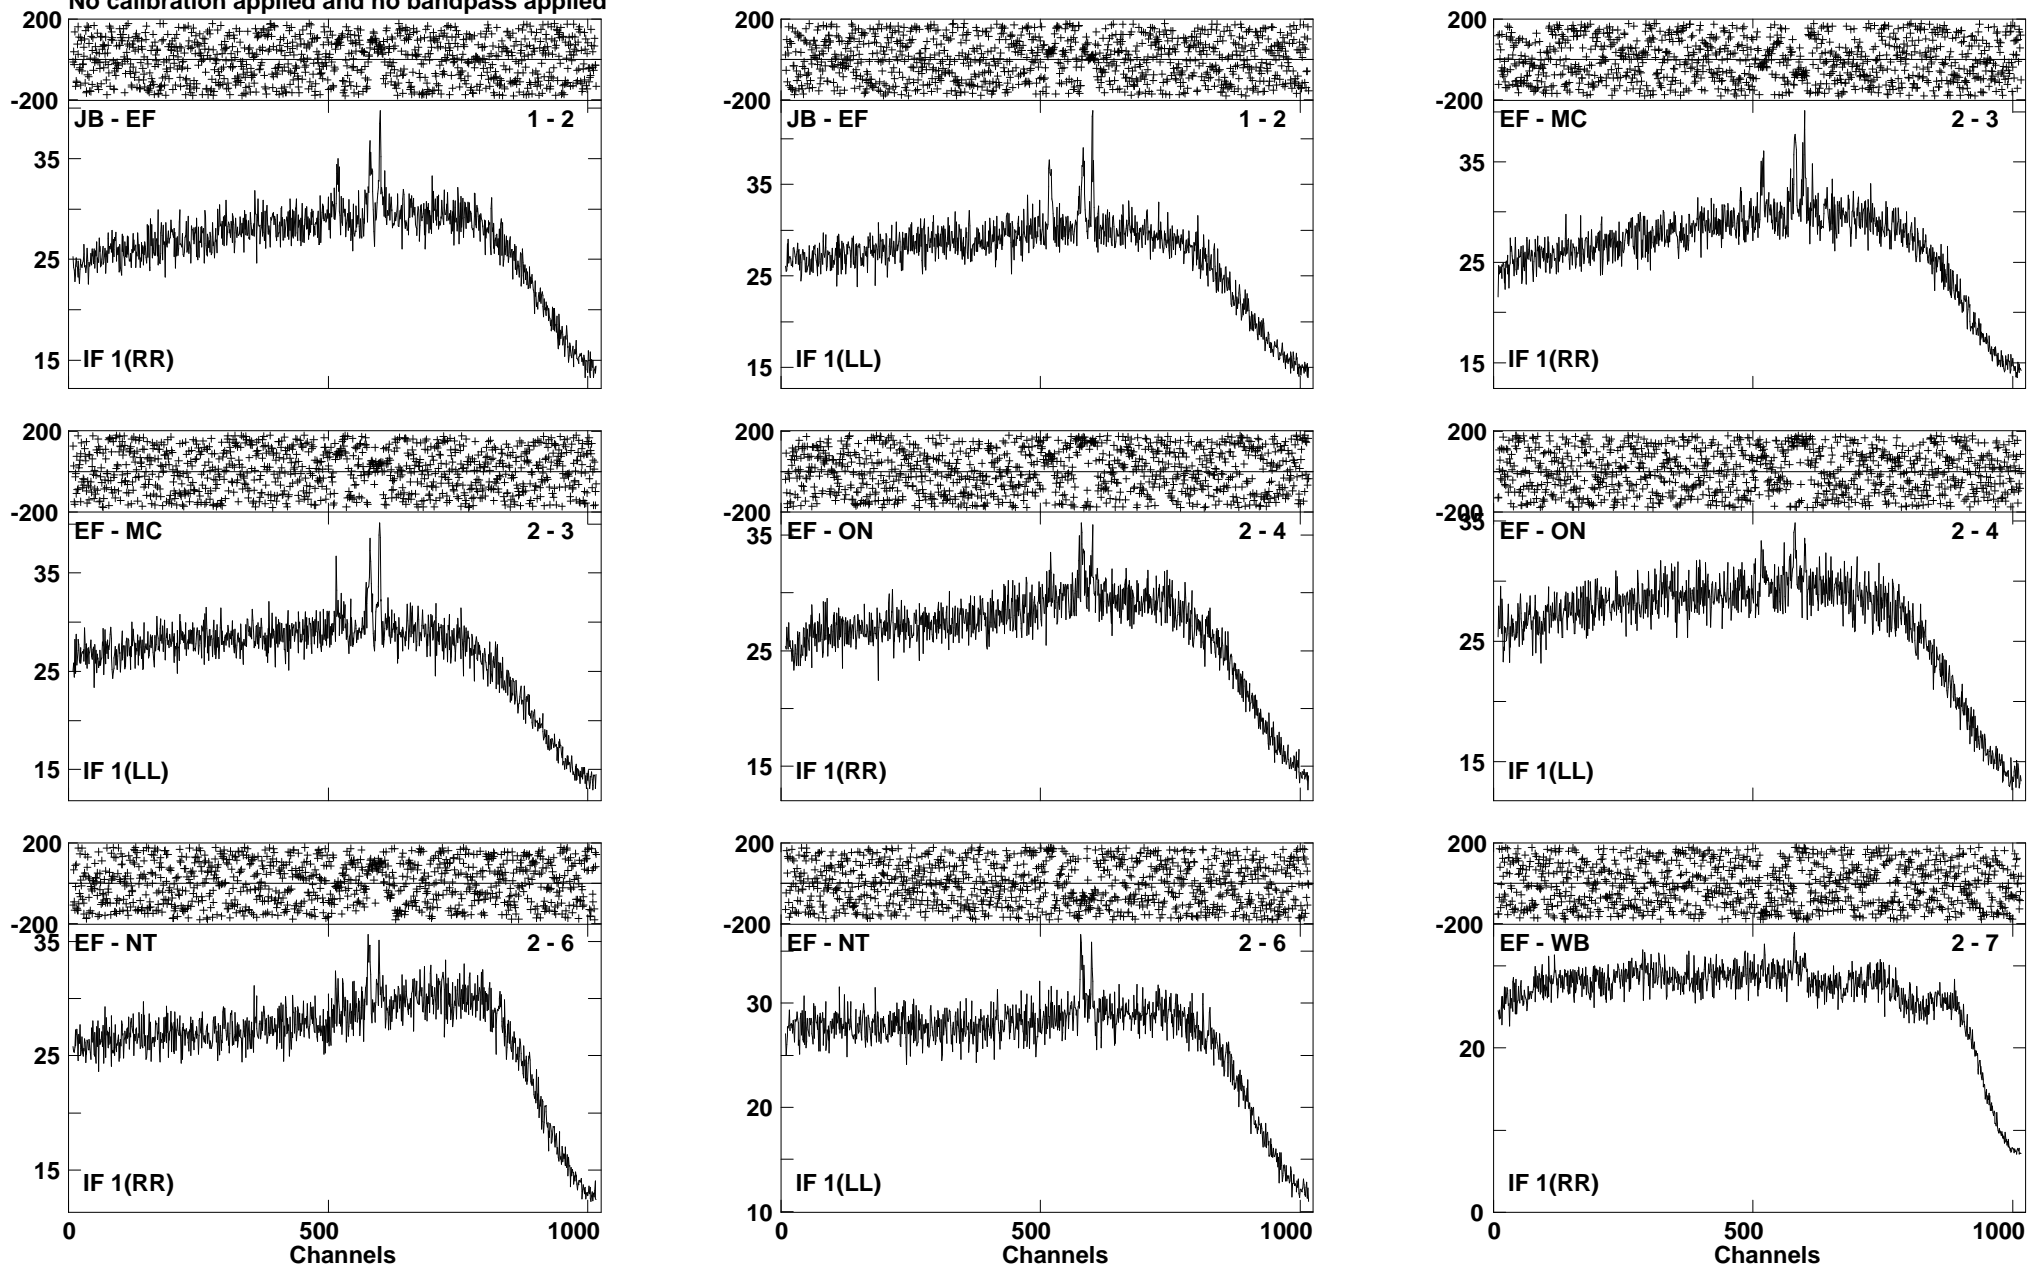 No calibration applied and no bandpass applied
200
-200
JB - EF 1 - 2
35
25
15
IF 1(RR)
200
-200
JB - EF 1 - 2
35
25
15
IF 1(LL)
200
-200
EF - MC 2 - 3
35
25
15
IF 1(RR)
200
-200
EF - MC 2 - 3
35
25
15
IF 1(LL)
200
-200
EF - ON 2 - 4
35
25
15
IF 1(RR)
200
-200
35
EF - ON 2 - 4
25
15
IF 1(LL)
200
-200
35
EF - NT 2 - 6
25
15
IF 1(RR)
0 500 1000
Channels
200
-200
EF - NT 2 - 6
30
20
10
IF 1(LL)
0 500 1000
Channels
200
-200
EF - WB 2 - 7
20
0
IF 1(RR)
0 500 1000
Channels